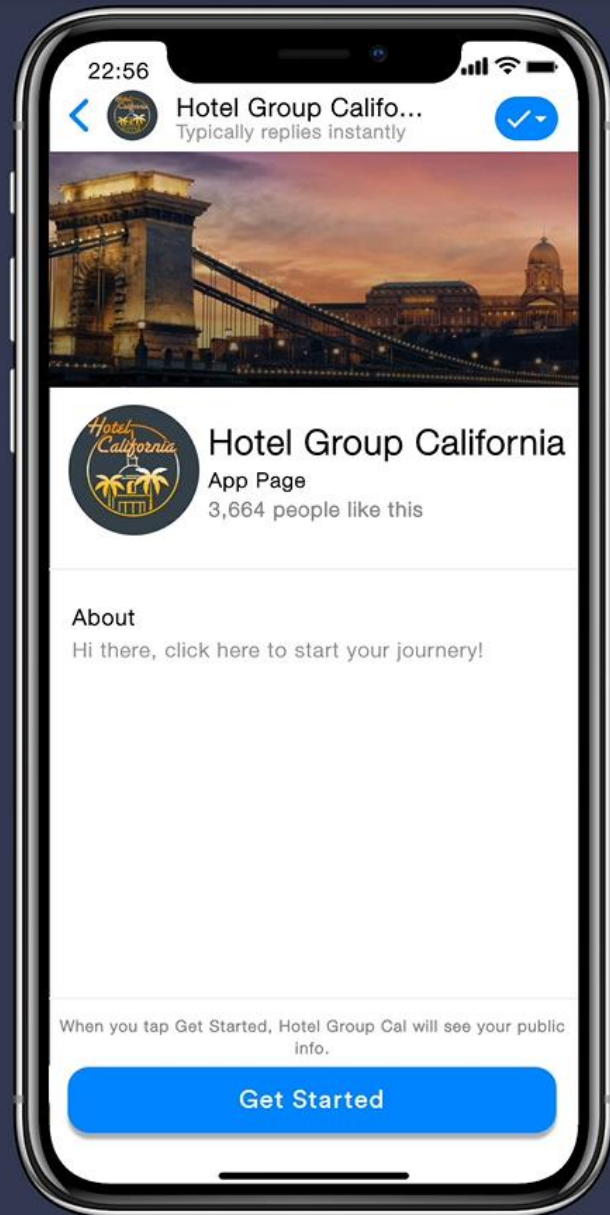 22:56
Hotel Group Califo...
Typically replies instantly
Hotel
California
Hotel Group California
App Page
3,664 people like this
About
Hi there, click here to start your journery!
When you tap Get Started, Hotel Group Cal will see your public
info.
Get Started